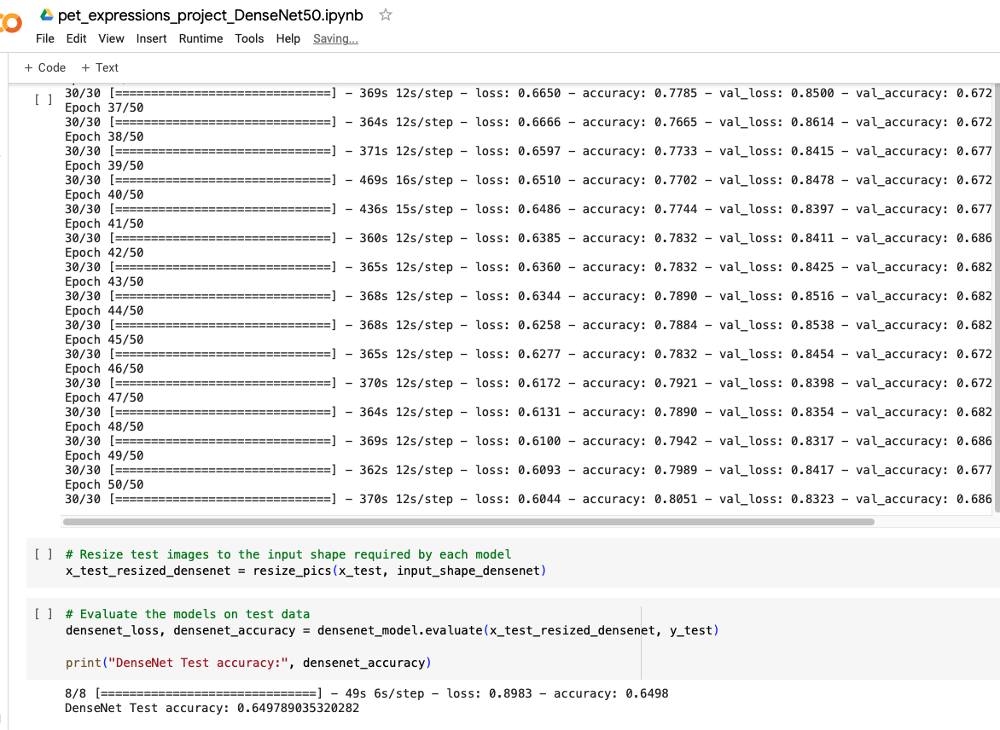 pet_expressions_project_DenseNet50.ipynb
File Edit View Insert Runtime Tools Help Saving...
+ Code + Text
[ ] 30/30 [==============================] - 369s 12s/step - loss: 0.6650 - accuracy: 0.7785 - val_loss: 0.8500 - val_accuracy: 0.672
Epoch 37/50
30/30 [==============================] - 364s 12s/step - loss: 0.6666 - accuracy: 0.7665 - val_loss: 0.8614 - val_accuracy: 0.672
Epoch 38/50
30/30 [==============================] - 371s 12s/step - loss: 0.6597 - accuracy: 0.7733 - val_loss: 0.8415 - val_accuracy: 0.677
Epoch 39/50
30/30 [==============================] - 469s 16s/step - loss: 0.6510 - accuracy: 0.7702 - val_loss: 0.8478 - val_accuracy: 0.672
Epoch 40/50
30/30 [==============================] - 436s 15s/step - loss: 0.6486 - accuracy: 0.7744 - val_loss: 0.8397 - val_accuracy: 0.677
Epoch 41/50
30/30 [==============================] - 360s 12s/step - loss: 0.6385 - accuracy: 0.7832 - val_loss: 0.8411 - val_accuracy: 0.686
Epoch 42/50
30/30 [==============================] - 365s 12s/step - loss: 0.6360 - accuracy: 0.7832 - val_loss: 0.8425 - val_accuracy: 0.682
Epoch 43/50
30/30 [==============================] - 368s 12s/step - loss: 0.6344 - accuracy: 0.7890 - val_loss: 0.8516 - val_accuracy: 0.682
Epoch 44/50
30/30 [==============================] - 368s 12s/step - loss: 0.6258 - accuracy: 0.7884 - val_loss: 0.8538 - val_accuracy: 0.682
Epoch 45/50
30/30 [==============================] - 365s 12s/step - loss: 0.6277 - accuracy: 0.7832 - val_loss: 0.8454 - val_accuracy: 0.672
Epoch 46/50
30/30 [==============================] - 370s 12s/step - loss: 0.6172 - accuracy: 0.7921 - val_loss: 0.8398 - val_accuracy: 0.672
Epoch 47/50
30/30 [==============================] - 364s 12s/step - loss: 0.6131 - accuracy: 0.7890 - val_loss: 0.8354 - val_accuracy: 0.682
Epoch 48/50
30/30 [==============================] - 369s 12s/step - loss: 0.6100 - accuracy: 0.7942 - val_loss: 0.8317 - val_accuracy: 0.686
Epoch 49/50
30/30 [==============================] - 362s 12s/step - loss: 0.6093 - accuracy: 0.7989 - val_loss: 0.8417 - val_accuracy: 0.677
Epoch 50/50
30/30 [==============================] - 370s 12s/step - loss: 0.6044 - accuracy: 0.8051 - val_loss: 0.8323 - val_accuracy: 0.686
[ ] # Resize test images to the input shape required by each model
x_test_resized_densenet = resize_pics(x_test, input_shape_densenet)
[ ] # Evaluate the models on test data
densenet_loss, densenet_accuracy = densenet_model.evaluate(x_test_resized_densenet, y_test)
print("DenseNet Test accuracy:", densenet_accuracy)
8/8 [==============================] - 49s 6s/step - loss: 0.8983 - accuracy: 0.6498
DenseNet Test accuracy: 0.649789035320282